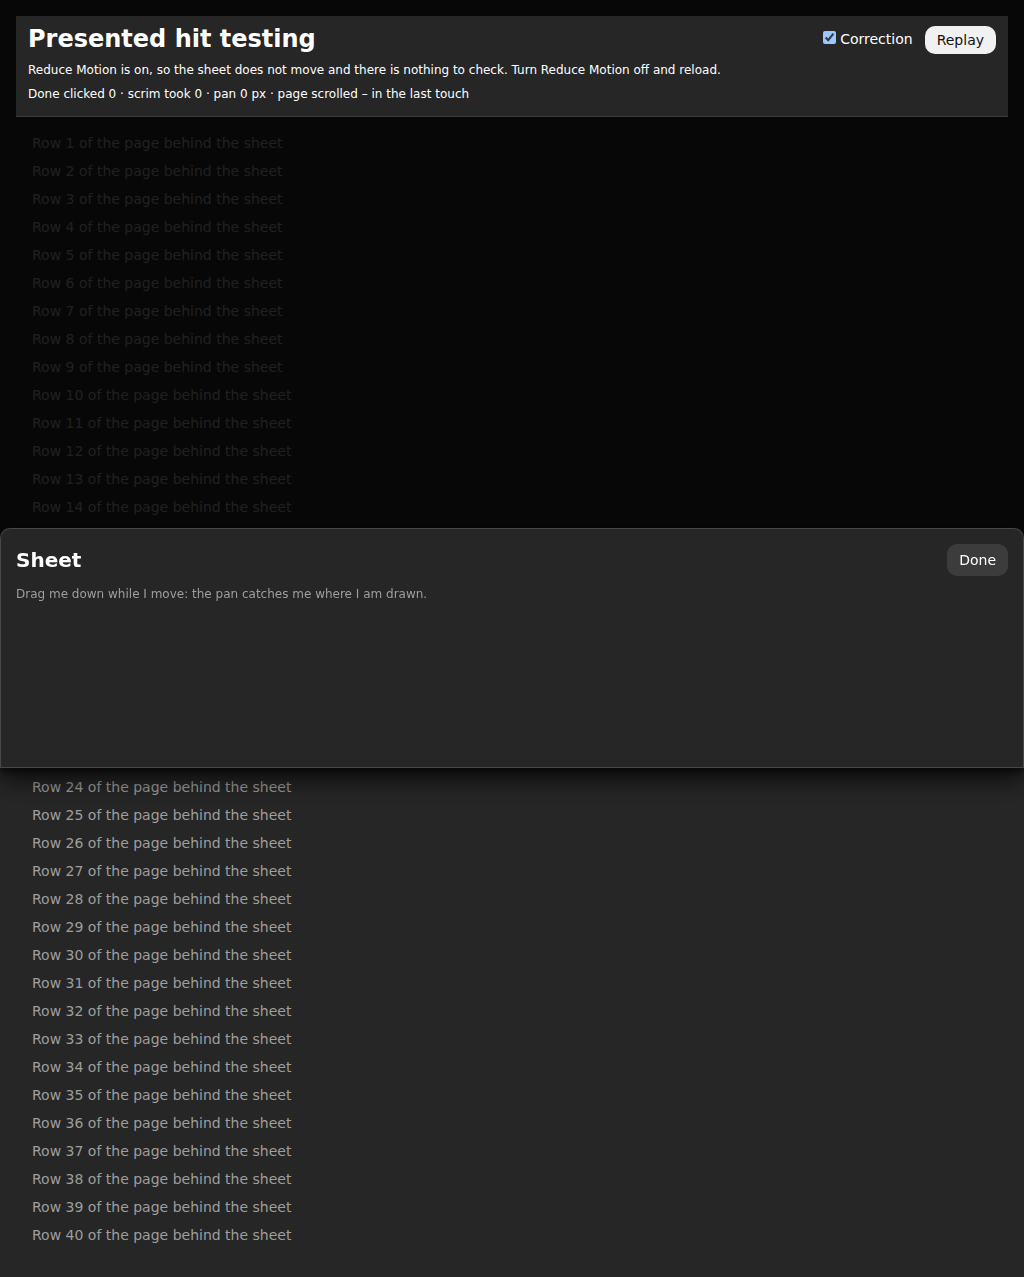 Presented hit testing
Correction
Replay
Reduce Motion is on, so the sheet does not move and there is nothing to check. Turn Reduce Motion off and reload.
Done clicked 0 · scrim took 0 · pan 0 px · page scrolled – in the last touch
Row 1 of the page behind the sheet
Row 2 of the page behind the sheet
Row 3 of the page behind the sheet
Row 4 of the page behind the sheet
Row 5 of the page behind the sheet
Row 6 of the page behind the sheet
Row 7 of the page behind the sheet
Row 8 of the page behind the sheet
Row 9 of the page behind the sheet
Row 10 of the page behind the sheet
Row 11 of the page behind the sheet
Row 12 of the page behind the sheet
Row 13 of the page behind the sheet
Row 14 of the page behind the sheet
Sheet
Done
Drag me down while I move: the pan catches me where I am drawn.
Row 24 of the page behind the sheet
Row 25 of the page behind the sheet
Row 26 of the page behind the sheet
Row 27 of the page behind the sheet
Row 28 of the page behind the sheet
Row 29 of the page behind the sheet
Row 30 of the page behind the sheet
Row 31 of the page behind the sheet
Row 32 of the page behind the sheet
Row 33 of the page behind the sheet
Row 34 of the page behind the sheet
Row 35 of the page behind the sheet
Row 36 of the page behind the sheet
Row 37 of the page behind the sheet
Row 38 of the page behind the sheet
Row 39 of the page behind the sheet
Row 40 of the page behind the sheet